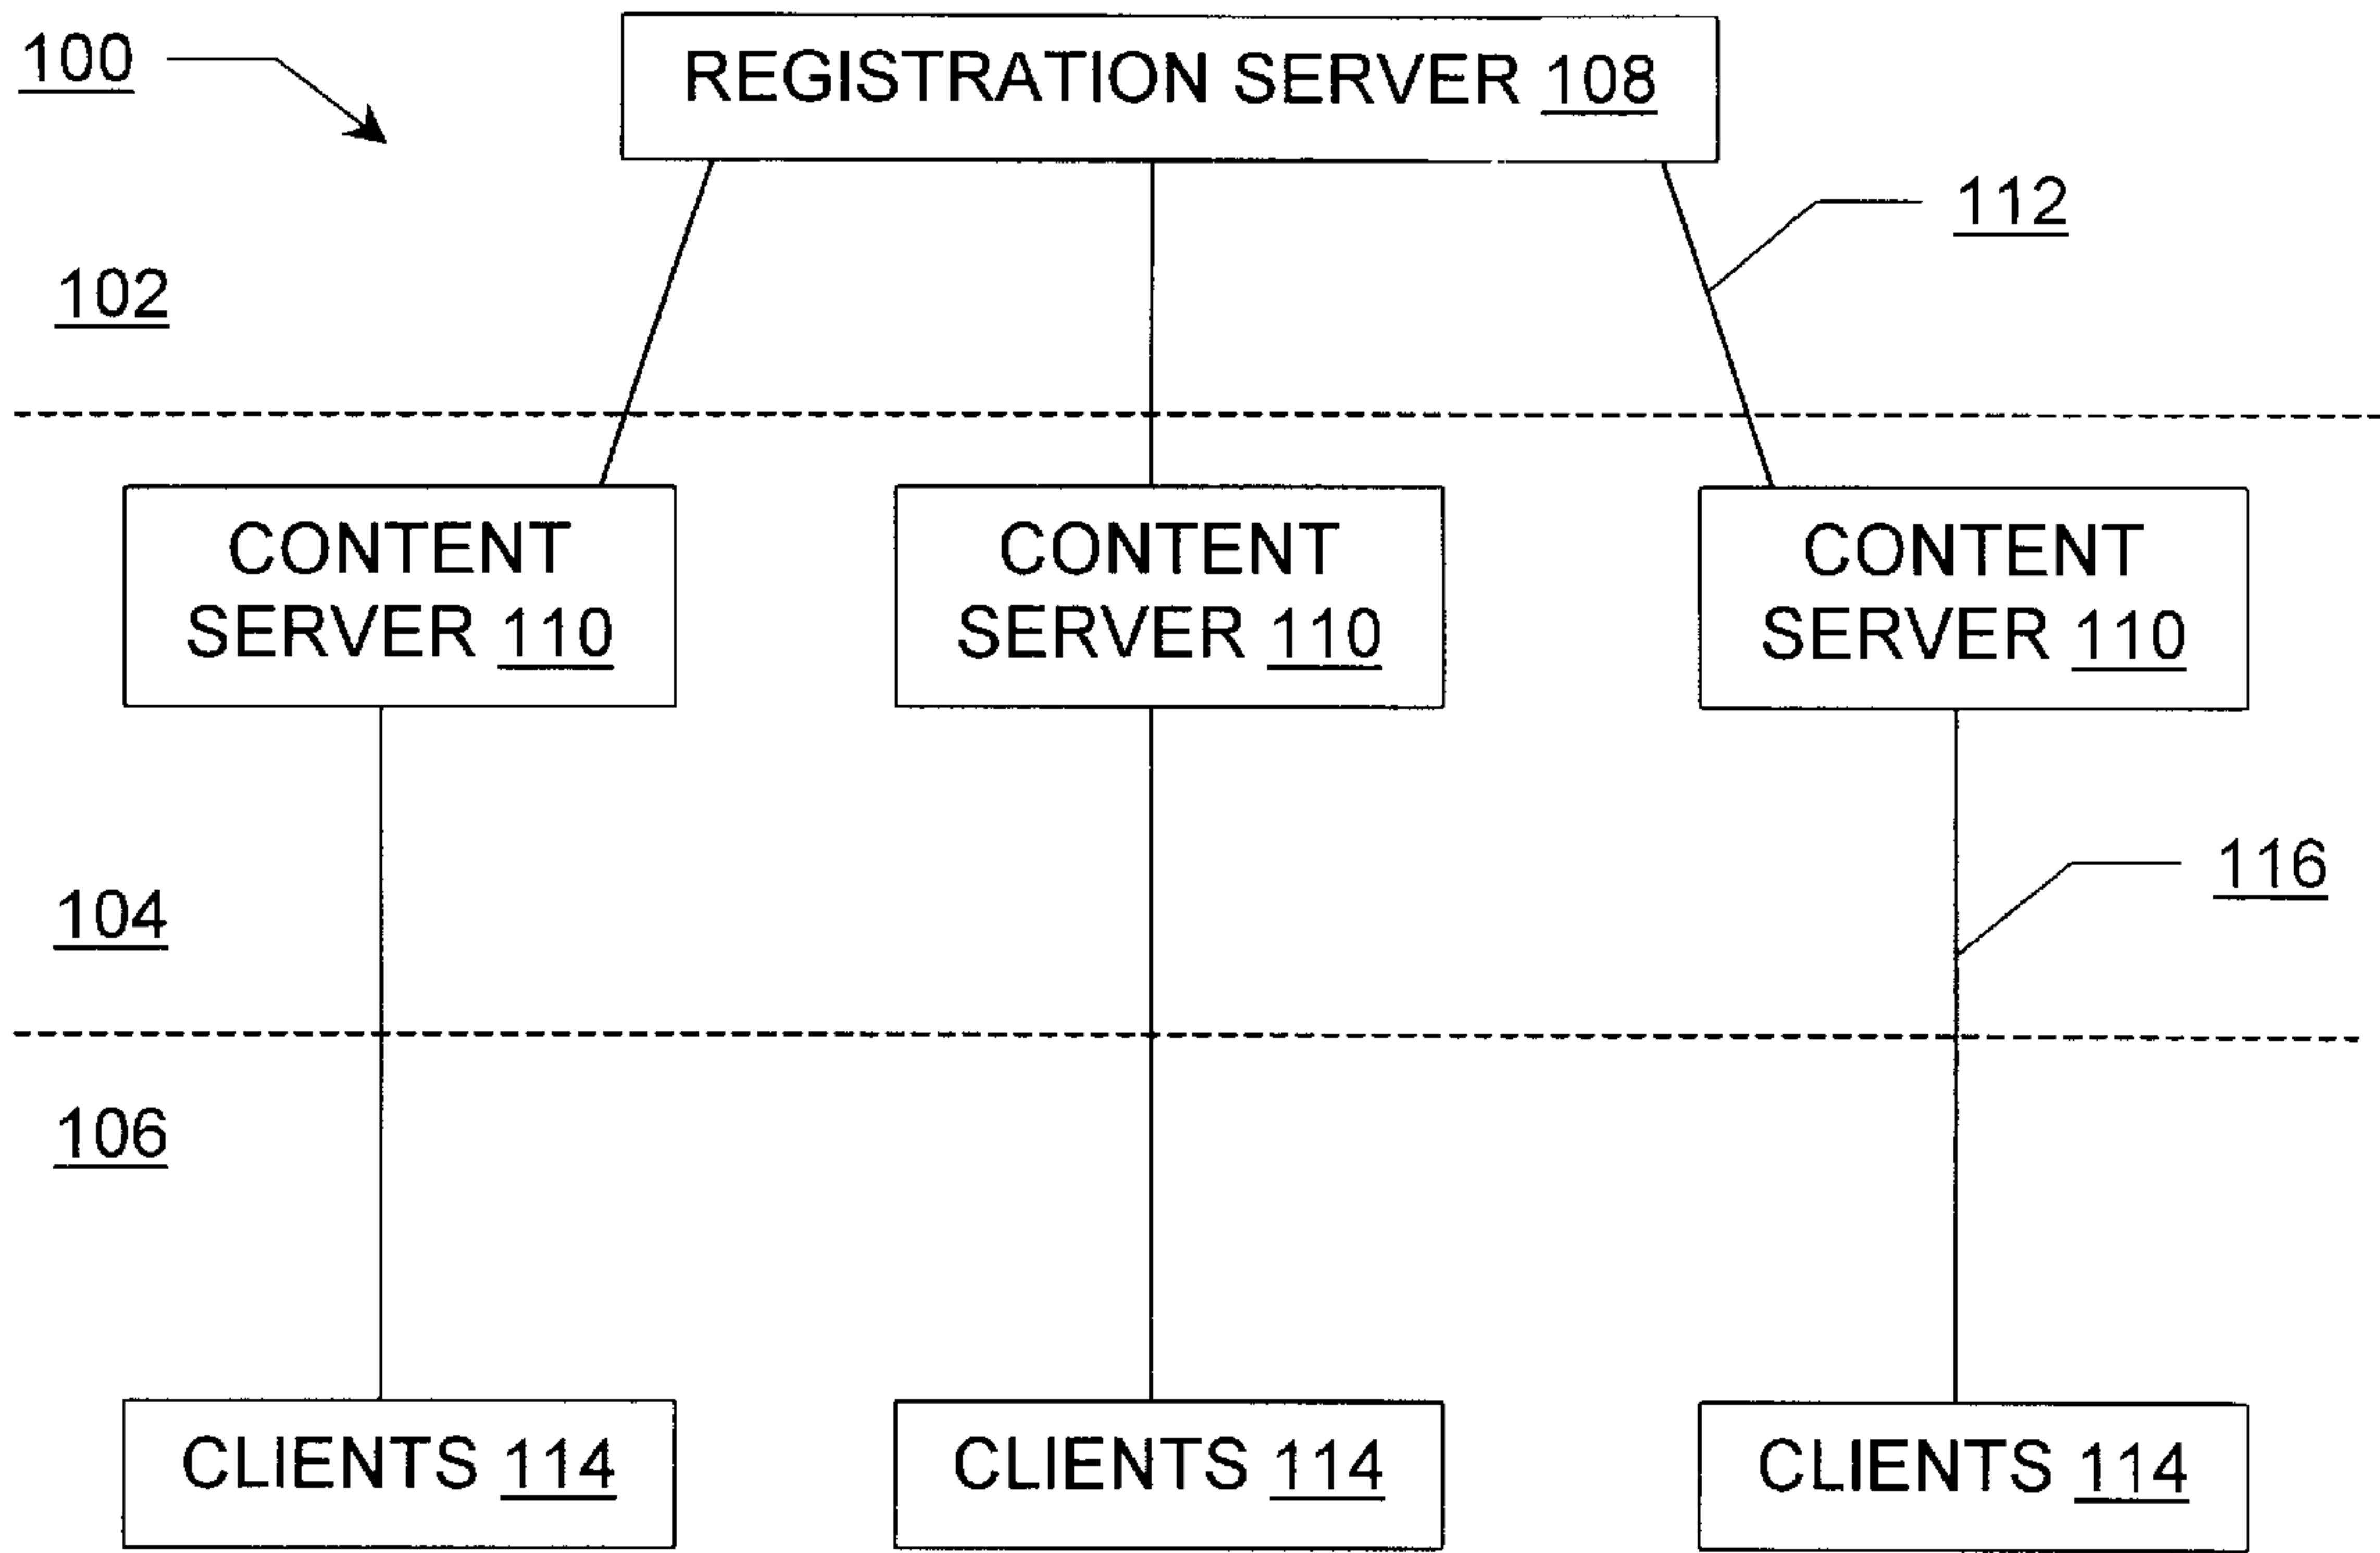 100
REGISTRATION SERVER 108
112
102
CONTENT
SERVER 110
CONTENT
SERVER 110
CONTENT
SERVER 110
116
104
106
CLIENTS 114
CLIENTS 114
CLIENTS 114